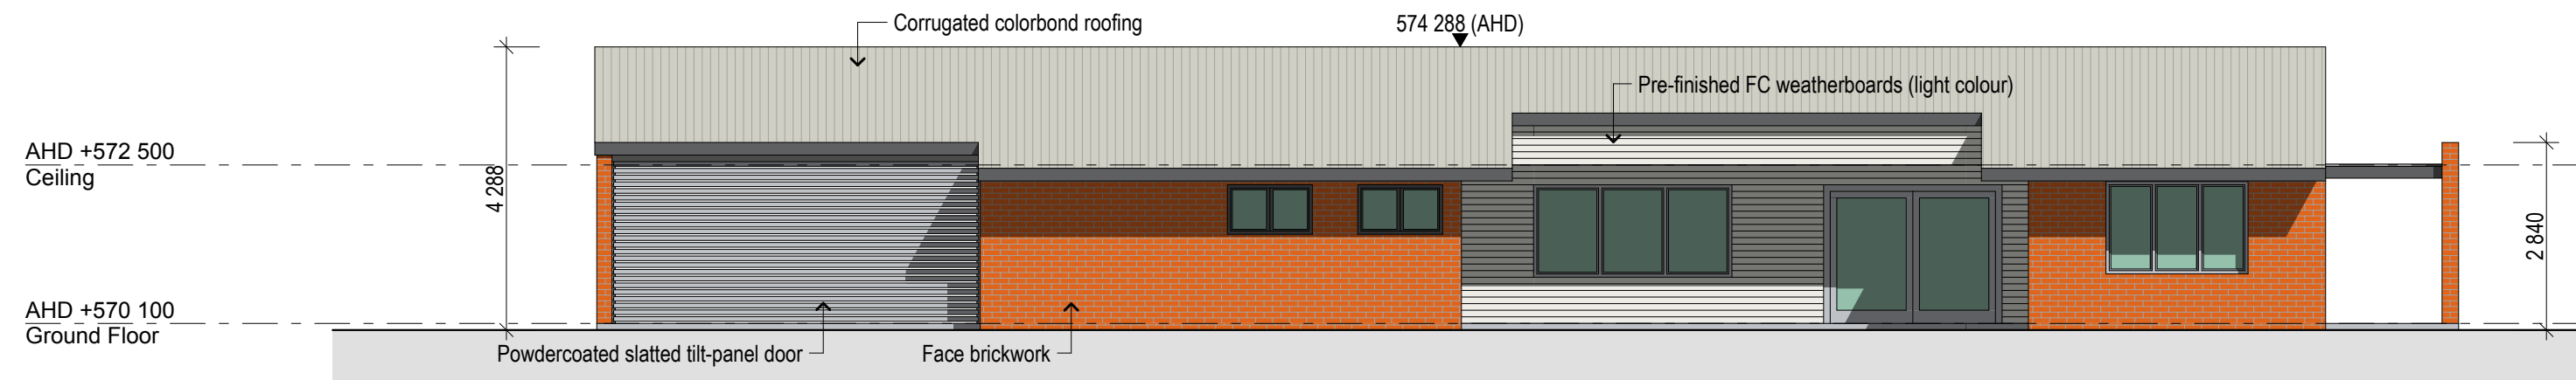 Corrugated colorbond roofing
574 288 (AHD)
Pre-finished FC weatherboards (light colour)
AHD +572 500
Ceiling
4 288
2 840
AHD +570 100
Ground Floor
Powdercoated slatted tilt-panel door
Face brickwork